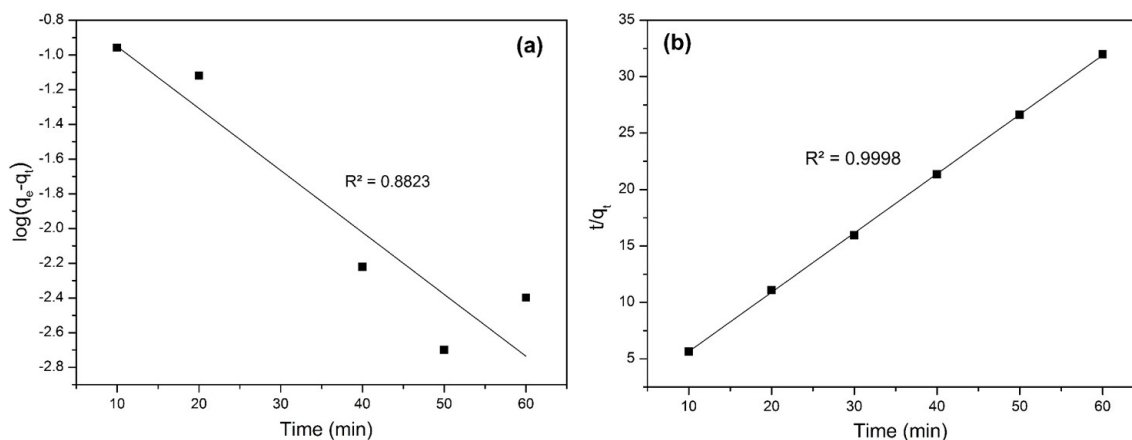 (a)
-0.8
-1.0
-1.2
-1.4
-1.6
-1.8
-2.0
-2.2
-2.4
-2.6
-2.8
log(qe-qt)
R² = 0.8823
10 20 30 40 50 60
Time (min)
(b)
35
30
25
20
15
10
5
t/qt
R² = 0.9998
10 20 30 40 50 60
Time (min)